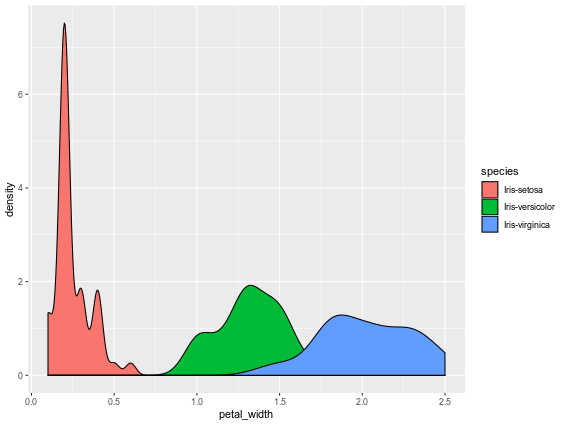 density
6
4
2
0
0.0 0.5 1.0 1.5 2.0 2.5
petal_width
species
Iris-setosa
Iris-versicolor
Iris-virginica